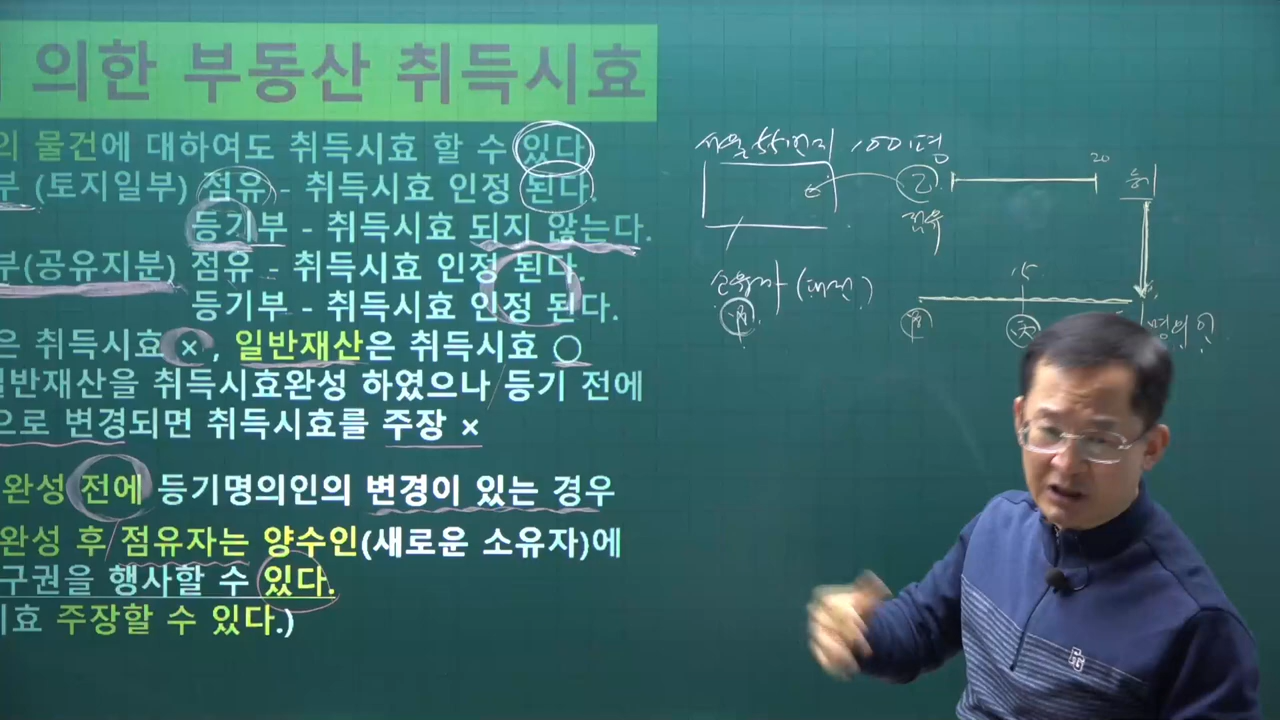 의한 부동산 취득시효
의 물건에 대하여도 취득시효 할 수 있다
부 (토지일부) 점유 - 취득시효 인정 된다.
등기부 - 취득시효 되지 않는다.
부(공유지분) 점유 - 취득시효 인정 된다.
등기부 - 취득시효 인정 된다.
은 취득시효 × , 일반재산은 취득시효 ○
일반재산을 취득시효완성 하였으나 등기 전에
으로 변경되면 취득시효를 주장 ×
완성 전에 등기명의인의 변경이 있는 경우
완성 후 점유자는 양수인(새로운 소유자)에
구권을 행사할 수 있다.
시효 주장할 수 있다.)
100평
20
乙
점유
15
소유자
甲
甲
명의인